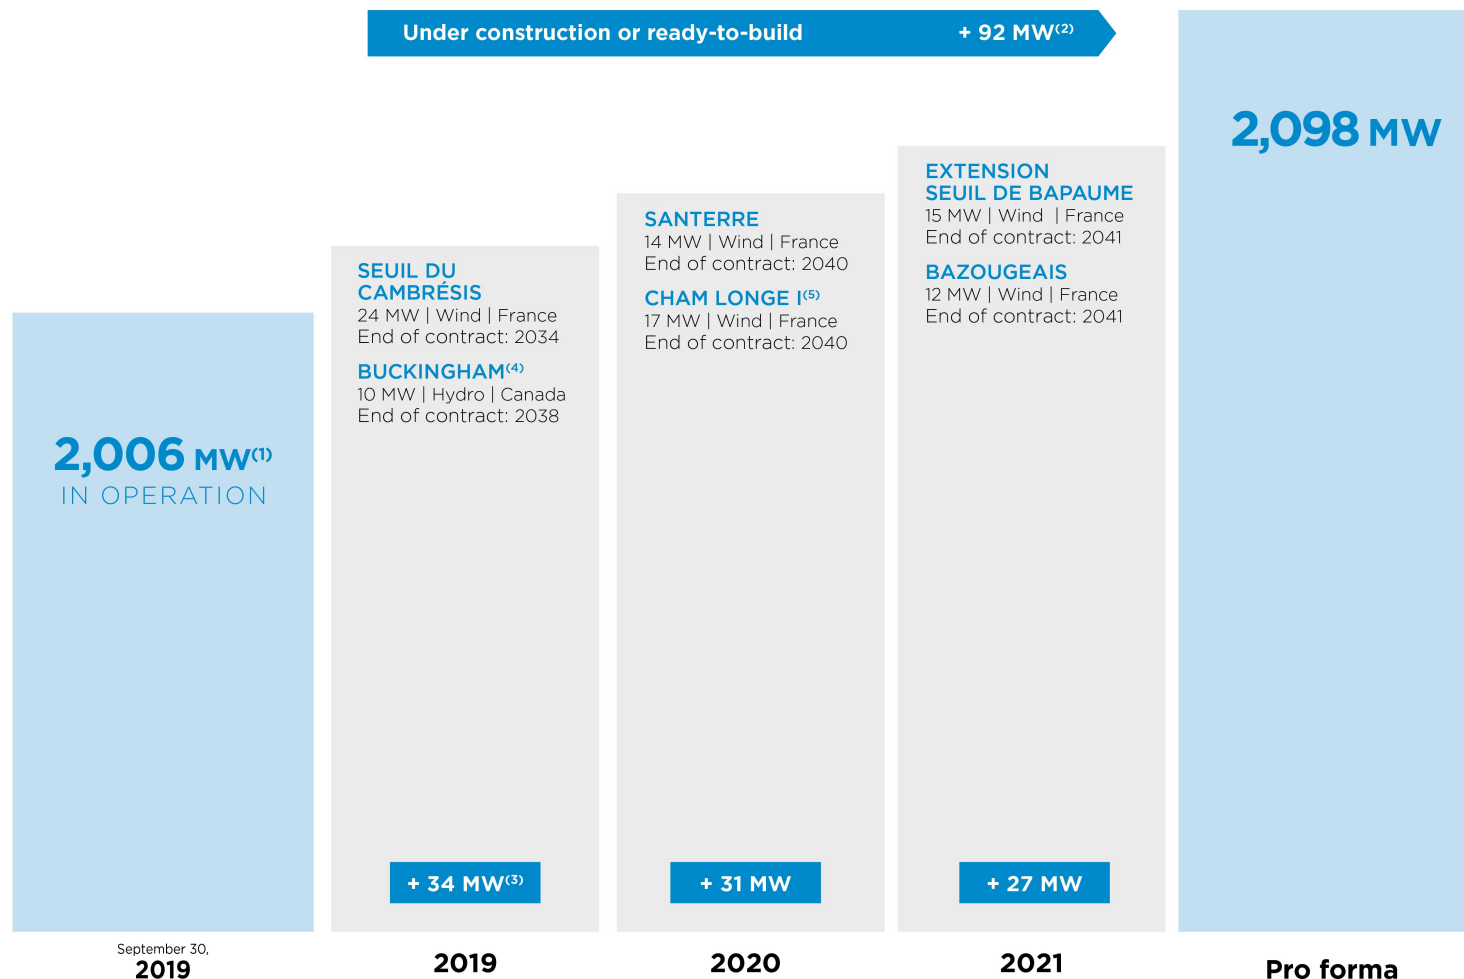 Under construction or ready-to-build + 92 MW(2)
2,006 MW(1)
IN OPERATION
September 30,
2019
SEUIL DU
CAMBRÉSIS
24 MW | Wind | France
End of contract: 2034
BUCKINGHAM(4)
10 MW | Hydro | Canada
End of contract: 2038
+ 34 MW(3)
2019
SANTERRE
14 MW | Wind | France
End of contract: 2040
CHAM LONGE I(5)
17 MW | Wind | France
End of contract: 2040
+ 31 MW
2020
EXTENSION
SEUIL DE BAPAUME
15 MW | Wind | France
End of contract: 2041
BAZOUGEAIS
12 MW | Wind | France
End of contract: 2041
+ 27 MW
2021
2,098 MW
Pro forma